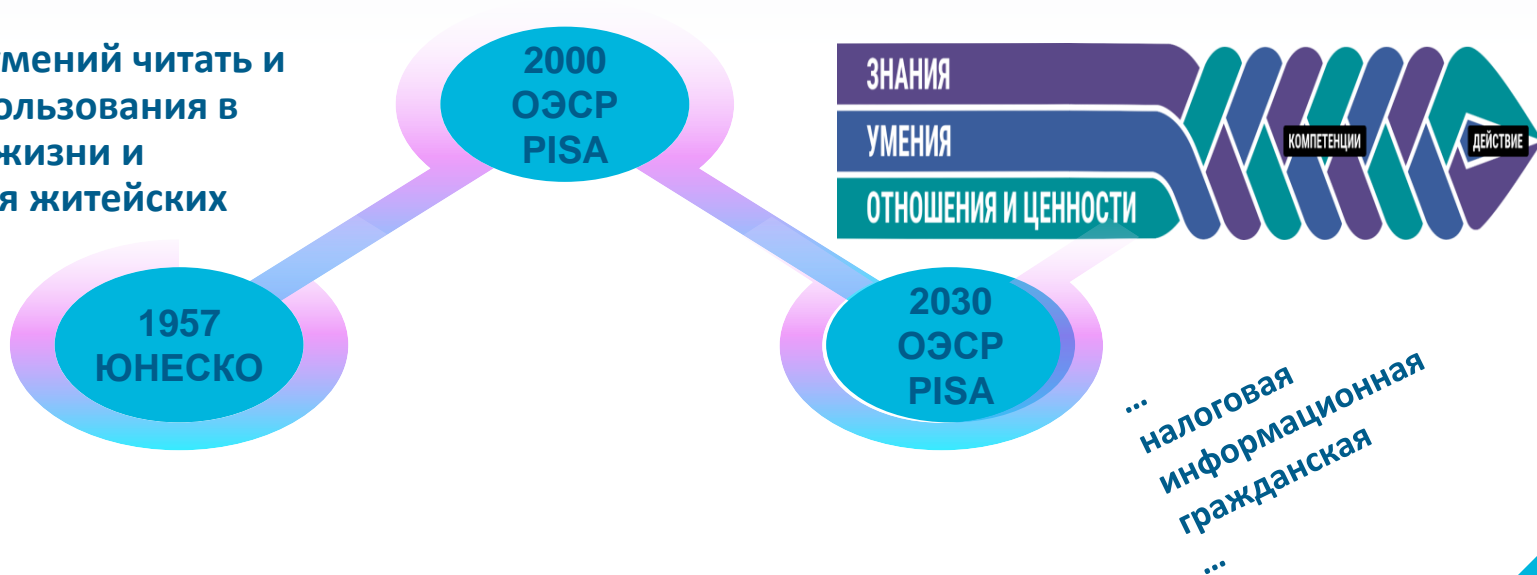 умений читать и
ользования в
жизни и
я житейских
1957
ЮНЕСКО
2000
ОЭСР
PISA
ЗНАНИЯ
УМЕНИЯ
ОТНОШЕНИЯ И ЦЕННОСТИ
КОМПЕТЕНЦИИ
ДЕЙСТВИЕ
2030
ОЭСР
PISA
...
налоговая
информационная
гражданская
...